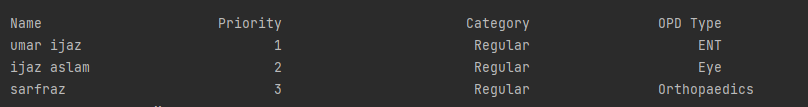 Name Priority Category OPD Type
umar ijaz 1 Regular ENT
ijaz aslam 2 Regular Eye
sarfraz 3 Regular Orthopaedics